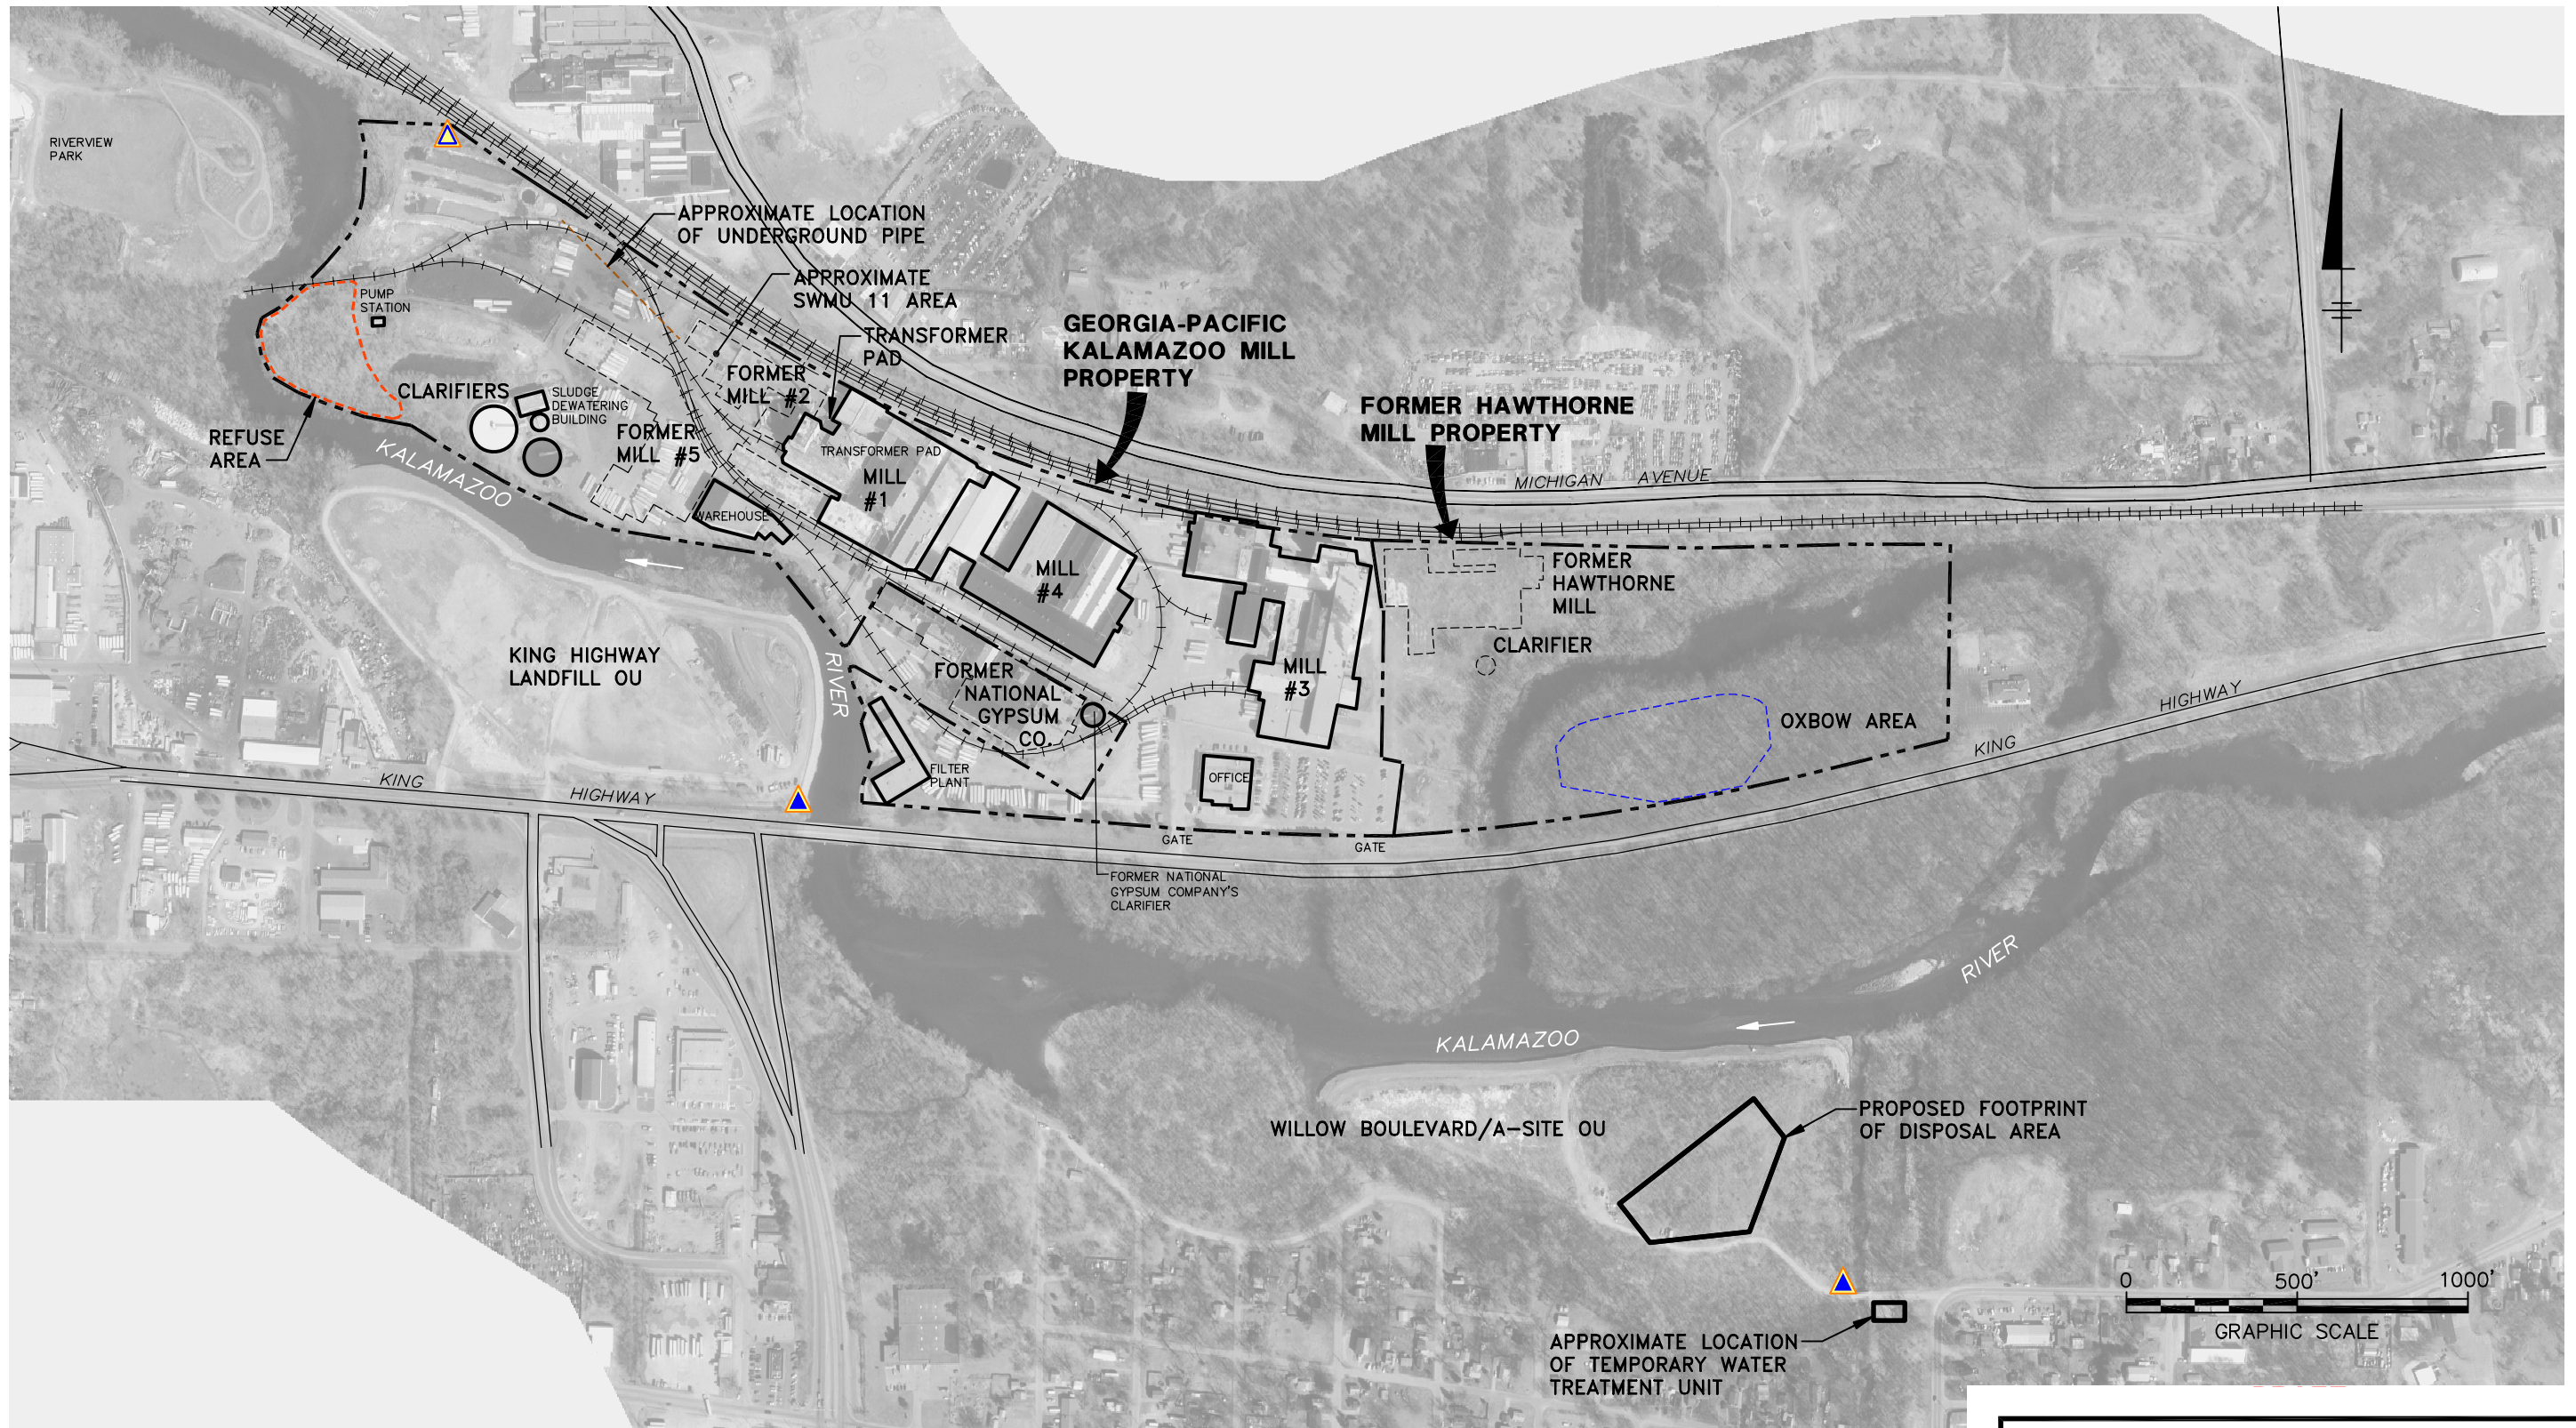 RIVERVIEW
PARK
APPROXIMATE LOCATION
OF UNDERGROUND PIPE
APPROXIMATE
SWMU 11 AREA
TRANSFORMER
PAD
PUMP
STATION
GEORGIA-PACIFIC
KALAMAZOO MILL
PROPERTY
FORMER HAWTHORNE
MILL PROPERTY
FORMER
MILL #2
CLARIFIERS
SLUDGE
DEWATERING
BUILDING
FORMER
MILL #5
REFUSE
AREA
KALAMAZOO
TRANSFORMER PAD
MILL
#1
WAREHOUSE
MICHIGAN AVENUE
MILL
#4
FORMER
HAWTHORNE
MILL
CLARIFIER
KING HIGHWAY
LANDFILL OU
RIVER
FORMER
NATIONAL
GYPSUM
CO.
MILL
#3
OXBOW AREA
HIGHWAY
KING
FILTER
PLANT
OFFICE
KING
HIGHWAY
GATE
GATE
FORMER NATIONAL
GYPSUM COMPANY'S
CLARIFIER
RIVER
KALAMAZOO
WILLOW BOULEVARD/A-SITE OU
PROPOSED FOOTPRINT
OF DISPOSAL AREA
0 500' 1000'
GRAPHIC SCALE
APPROXIMATE LOCATION
OF TEMPORARY WATER
TREATMENT UNIT